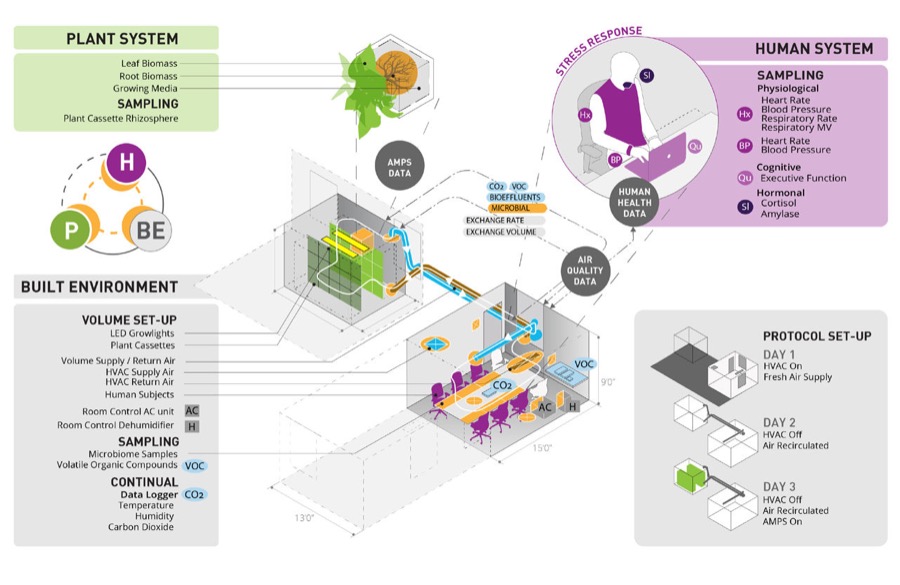 PLANT SYSTEM
Leaf Biomass
Root Biomass
Growing Media
SAMPLING
Plant Cassette Rhizosphere
H
P
BE
BUILT ENVIRONMENT
VOLUME SET-UP
LED Growlights
Plant Cassettes
Volume Supply / Return Air
HVAC Supply Air
HVAC Return Air
Human Subjects
Room Control AC unit AC
Room Control Dehumidifier H
SAMPLING
Microbiome Samples
Volatile Organic Compounds VOC
CONTINUAL
Data Logger CO2
Temperature
Humidity
Carbon Dioxide
AMPS
DATA
CO2 VOC
BIOEFFLUENTS
MICROBIAL
EXCHANGE RATE
EXCHANGE VOLUME
AIR
QUALITY
DATA
HUMAN
HEALTH
DATA
VOC
CO2
AC
H
9'0"
15'0"
13'0"
STRESS RESPONSE
SI
Hx
BP
Qu
HUMAN SYSTEM
SAMPLING
Physiological
Hx Heart Rate
Blood Pressure
Respiratory Rate
Respiratory MV
BP Heart Rate
Blood Pressure
Cognitive
Qu Executive Function
Hormonal
SI Cortisol
Amylase
PROTOCOL SET-UP
DAY 1
HVAC On
Fresh Air Supply
DAY 2
HVAC Off
Air Recirculated
DAY 3
HVAC Off
Air Recirculated
AMPS On